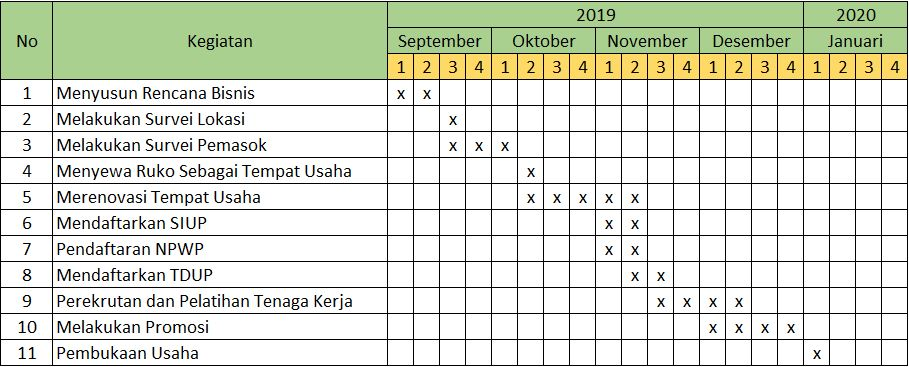 No Kegiatan 2019 2020
September Oktober November Desember Januari
1 2 3 4 1 2 3 4 1 2 3 4 1 2 3 4 1 2 3 4
1 Menyusun Rencana Bisnis x x
2 Melakukan Survei Lokasi x
3 Melakukan Survei Pemasok x x x
4 Menyewa Ruko Sebagai Tempat Usaha x
5 Merenovasi Tempat Usaha x x x x x
6 Mendaftarkan SIUP x x
7 Pendaftaran NPWP x x
8 Mendaftarkan TDUP x x
9 Perekrutan dan Pelatihan Tenaga Kerja x x x x
10 Melakukan Promosi x x x x
11 Pembukaan Usaha x